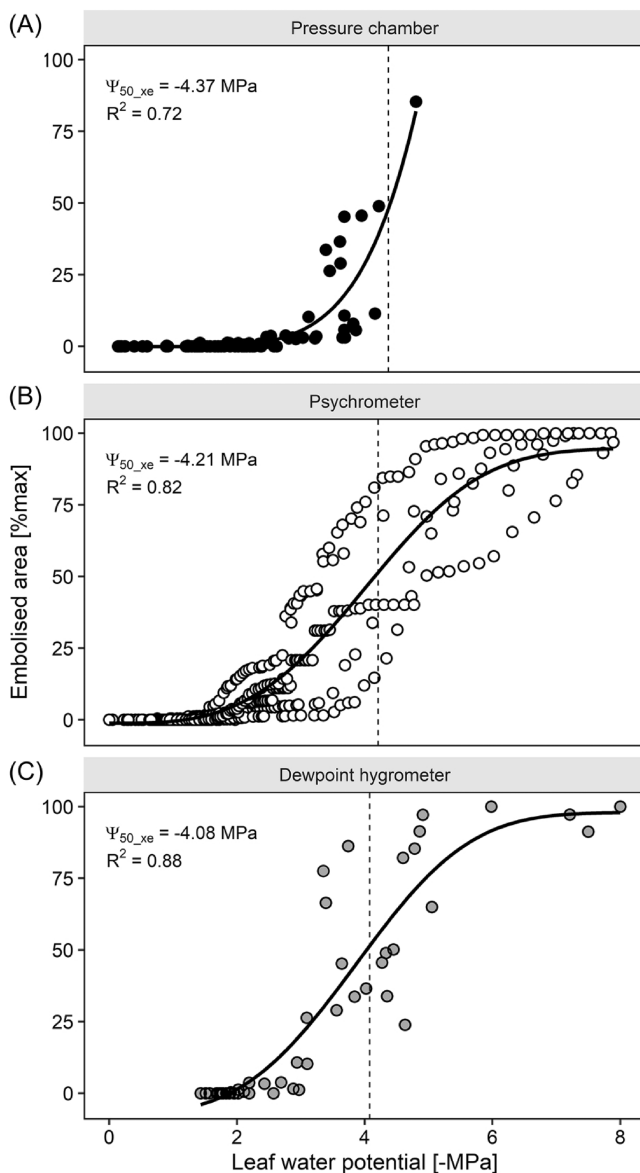 (A)
Pressure chamber
100
75
50
25
0
Ψ50_xe = -4.37 MPa
R2 = 0.72
(B)
Psychrometer
100
75
50
25
0
Ψ50_xe = -4.21 MPa
R2 = 0.82
Embolised area [%max]
(C)
Dewpoint hygrometer
100
75
50
25
0
Ψ50_xe = -4.08 MPa
R2 = 0.88
0 2 4 6 8
Leaf water potential [-MPa]